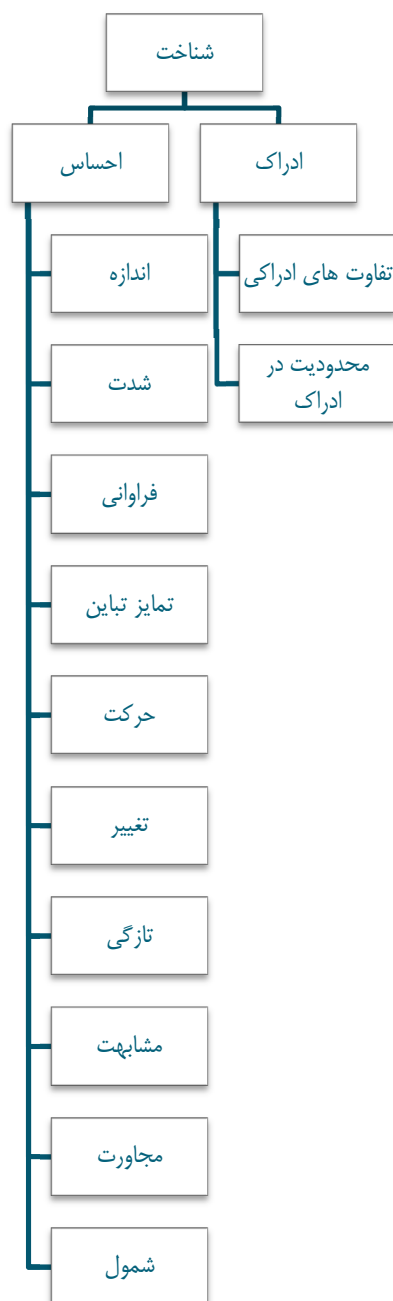 شناخت
ادراک
تفاوت های ادراکی
محدودیت در
ادراک
احساس
اندازه
شدت
فراوانی
تمایز تباین
حرکت
تغییر
تازگی
مشابهت
مجاورت
شمول